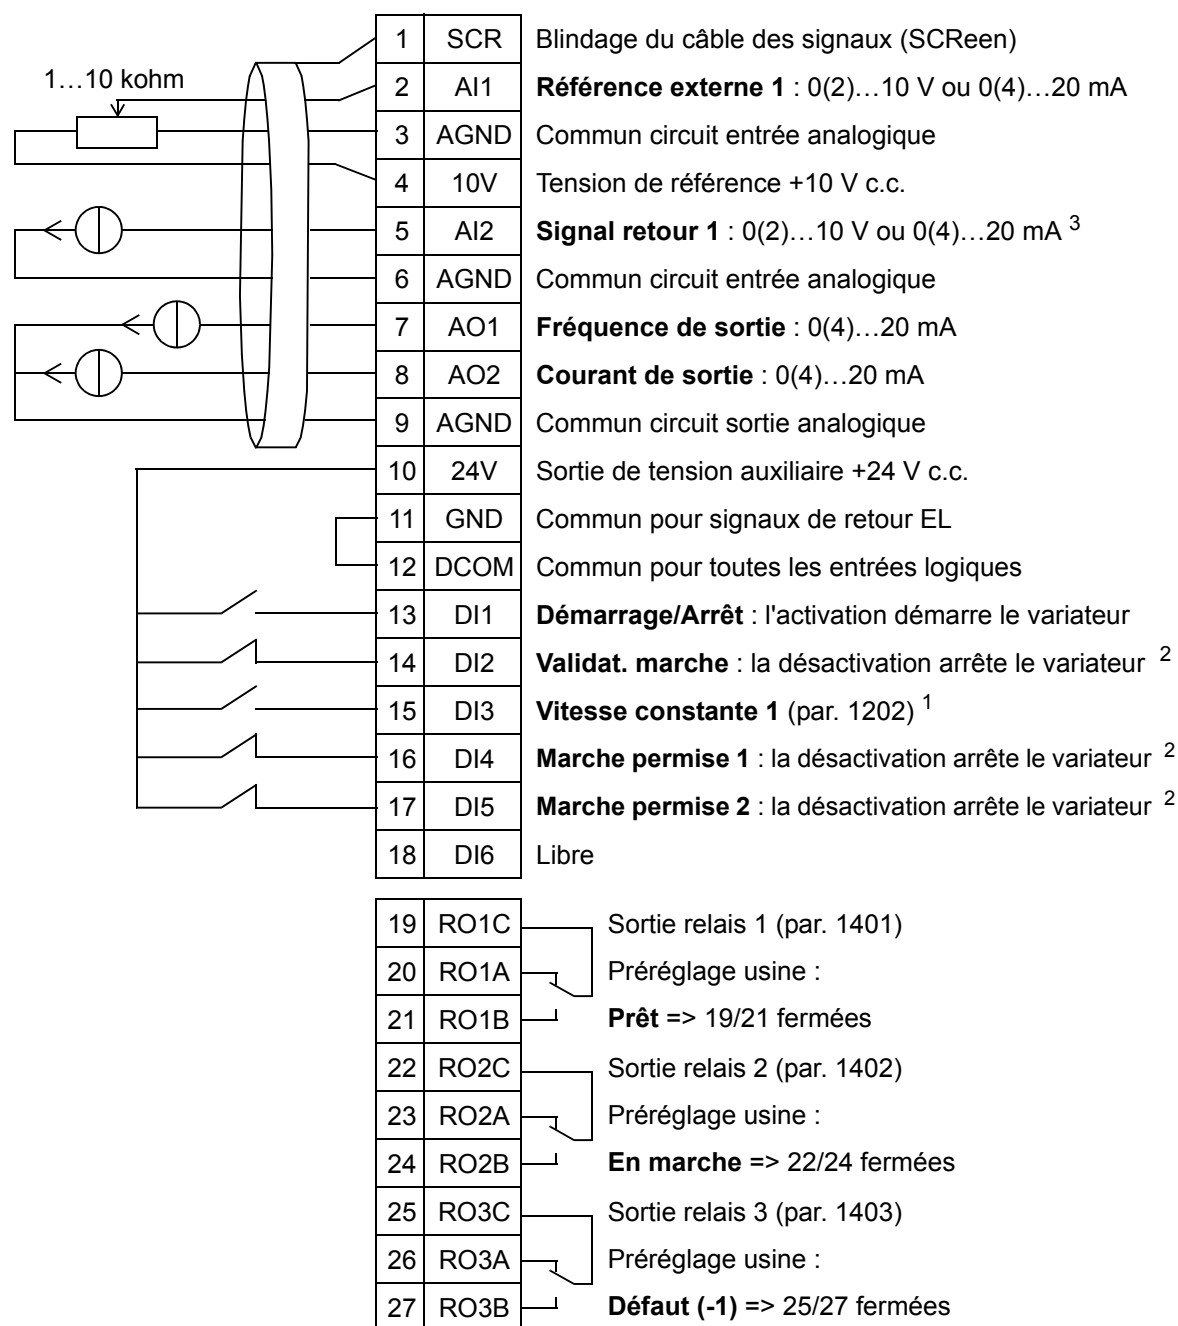 1 SCR Blindage du câble des signaux (SCReen)
1…10 kohm
2 AI1 Référence externe 1 : 0(2)…10 V ou 0(4)…20 mA
3 AGND Commun circuit entrée analogique
4 10V Tension de référence +10 V c.c.
5 AI2 Signal retour 1 : 0(2)…10 V ou 0(4)…20 mA 3
6 AGND Commun circuit entrée analogique
7 AO1 Fréquence de sortie : 0(4)…20 mA
8 AO2 Courant de sortie : 0(4)…20 mA
9 AGND Commun circuit sortie analogique
10 24V Sortie de tension auxiliaire +24 V c.c.
11 GND Commun pour signaux de retour EL
12 DCOM Commun pour toutes les entrées logiques
13 DI1 Démarrage/Arrêt : l'activation démarre le variateur
14 DI2 Validat. marche : la désactivation arrête le variateur 2
15 DI3 Vitesse constante 1 (par. 1202) 1
16 DI4 Marche permise 1 : la désactivation arrête le variateur 2
17 DI5 Marche permise 2 : la désactivation arrête le variateur 2
18 DI6 Libre
19 RO1C Sortie relais 1 (par. 1401)
20 RO1A Préréglage usine :
21 RO1B Prêt => 19/21 fermées
22 RO2C Sortie relais 2 (par. 1402)
23 RO2A Préréglage usine :
24 RO2B En marche => 22/24 fermées
25 RO3C Sortie relais 3 (par. 1403)
26 RO3A Préréglage usine :
27 RO3B Défaut (-1) => 25/27 fermées